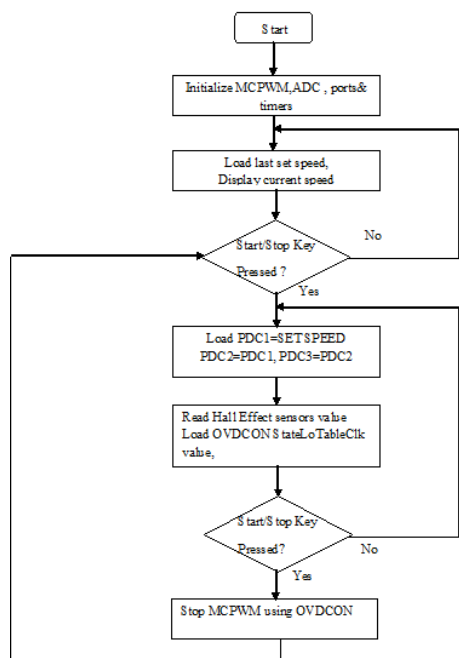 Start
Initialize MCPWM,ADC , ports&
timers
Load last set speed,
Display current speed
Start/Stop Key
Pressed ?
No
Yes
Load PDC1=SETSPEED
PDC2=PDC1, PDC3=PDC2
Read Hall Effect sensors value
Load OVDCON StateLoTableClk
value,
Start/Stop Key
Pressed?
No
Yes
Stop MCPWM using OVDCON